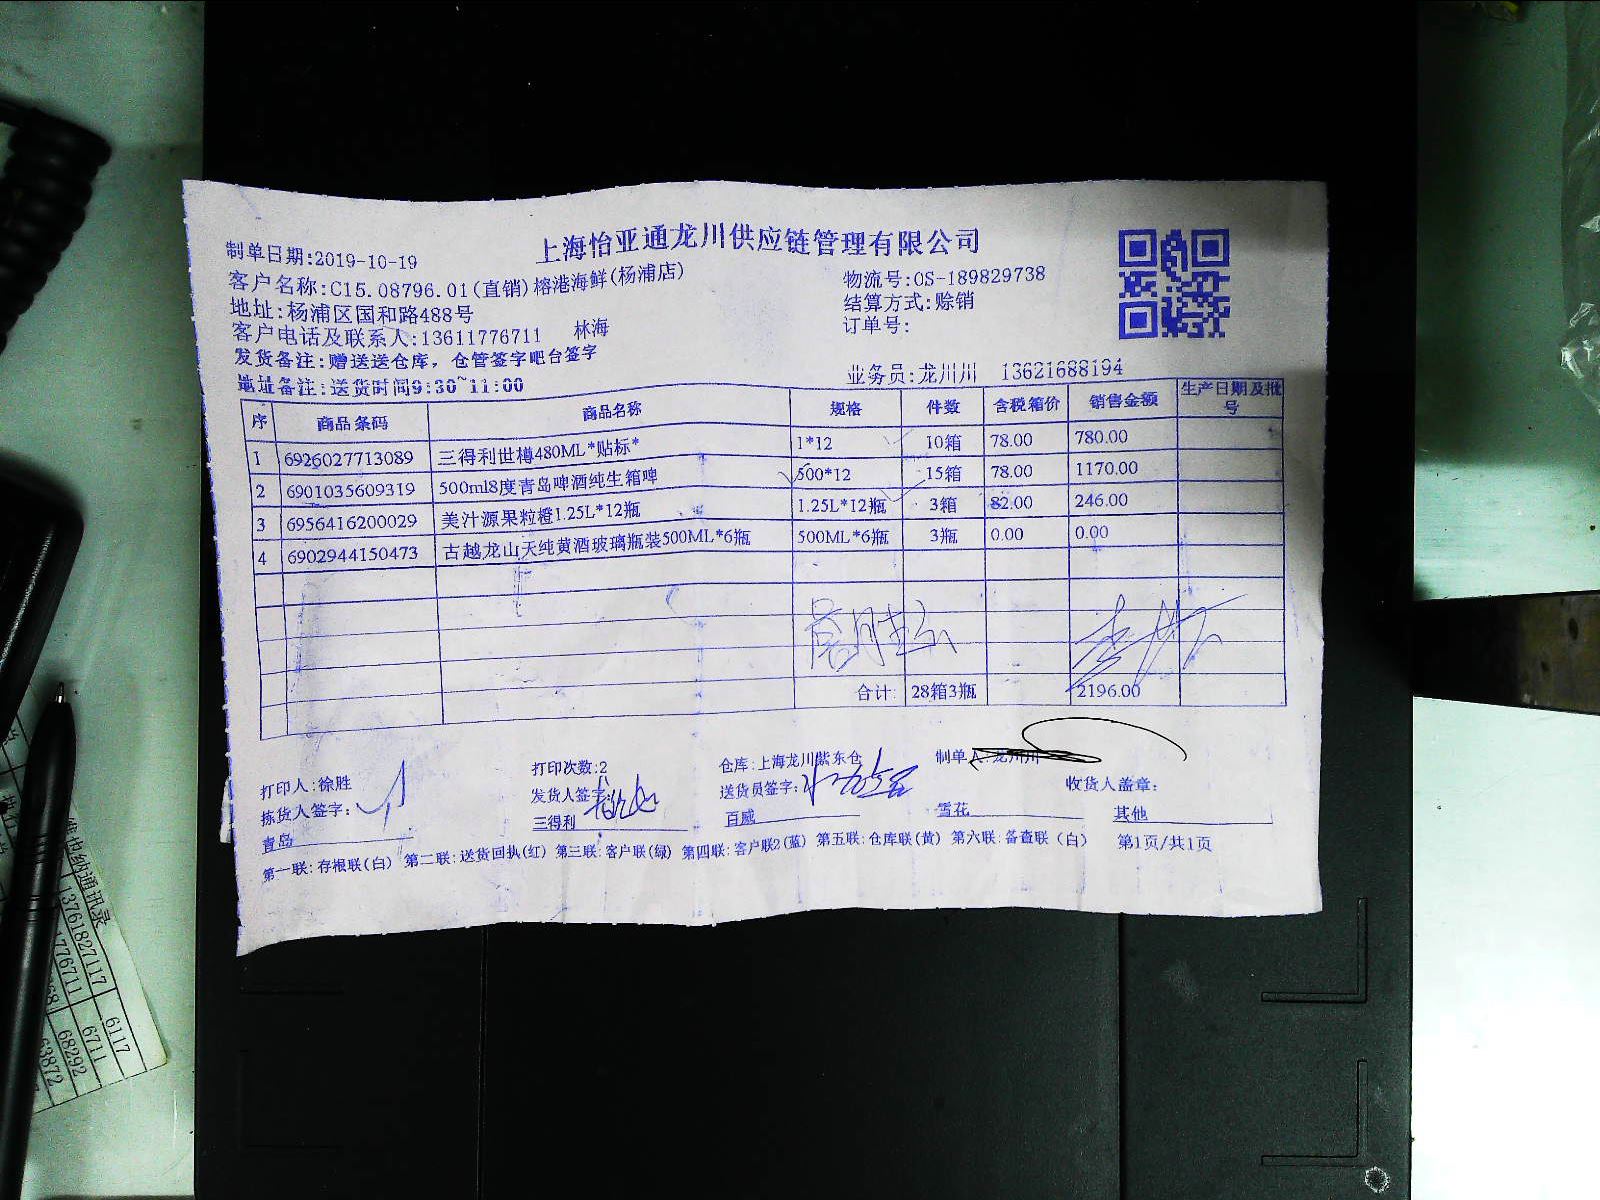 上海怡亚通龙川供应链管理有限公司
制单日期:2019-10-19
客户名称:C15.08796.01(直销)榕港海鲜(杨浦店)
物流号:OS-189829738
地址:杨浦区国和路488号
结算方式:赊销
客户电话及联系人:13611776711 林海
订单号:
发货备注:赠送送仓库，仓管签字吧台签字
地址备注:送货时间9:30~11:00
业务员:龙川川 13621688194
序 商品条码 商品名称 规格 件数 含税箱价 销售金额 生产日期及批号
1 6926027713089 三得利世樽480ML*贴标* 1*12 10箱 78.00 780.00
2 6901035609319 500ml8度青岛啤酒纯生箱啤 500*12 15箱 78.00 1170.00
3 6956416200029 美汁源果粒橙1.25L*12瓶 1.25L*12瓶 3箱 82.00 246.00
4 6902944150473 古越龙山天纯黄酒玻璃瓶装500ML*6瓶 500ML*6瓶 3瓶 0.00 0.00
合计: 28箱3瓶 2196.00
打印人:徐胜 打印次数:2 仓库:上海龙川紫东仓 制单人:龙川川
拣货人签字: 发货人签字: 送货员签字: 收货人盖章:
青岛 三得利 百威 雪花 其他
第一联:存根联(白) 第二联:送货回执(红) 第三联:客户联(绿) 第四联:客户联2(蓝) 第五联:仓库联(黄) 第六联:备查联(白) 第1页/共1页
通讯录
13761827117
6117
6711
68292
63872